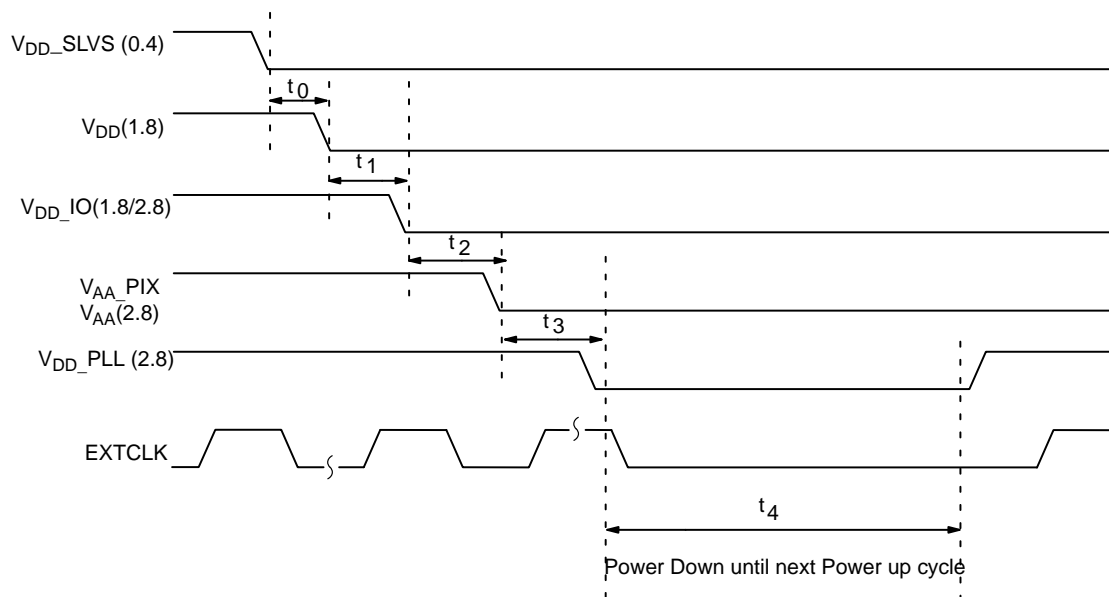 VDD_SLVS (0.4)
t0
VDD(1.8)
t1
VDD_IO(1.8/2.8)
t2
VAA_PIX
VAA(2.8)
t3
VDD_PLL (2.8)
EXTCLK
t4
Power Down until next Power up cycle